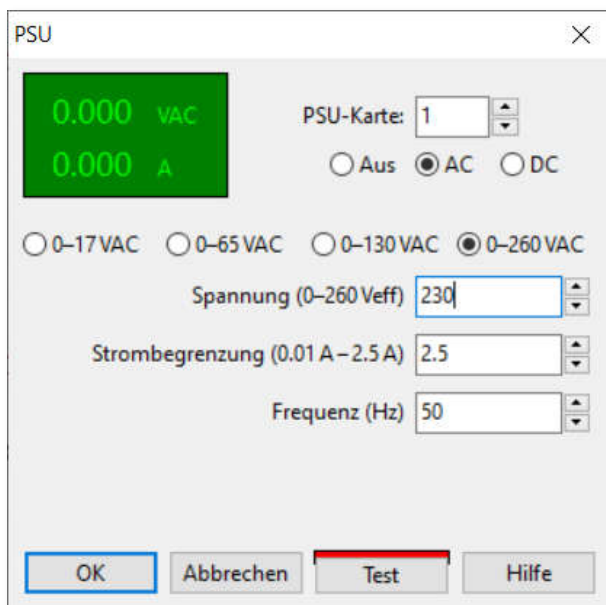 PSU
0.000 VAC
0.000 A
PSU-Karte: 1
Aus AC DC
0–17 VAC 0–65 VAC 0–130 VAC 0–260 VAC
Spannung (0–260 Veff) 230
Strombegrenzung (0.01 A – 2.5 A) 2.5
Frequenz (Hz) 50
OK Abbrechen Test Hilfe